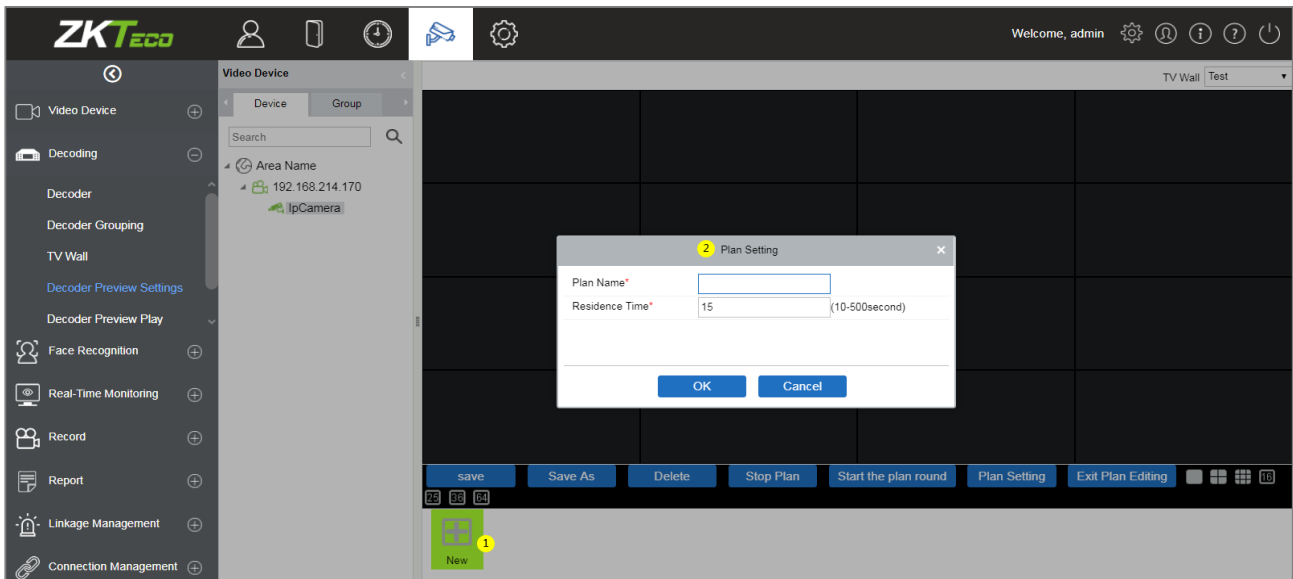 ZKTeco
Welcome, admin
Video Device
Decoding
Decoder
Decoder Grouping
TV Wall
Decoder Preview Settings
Decoder Preview Play
Face Recognition
Real-Time Monitoring
Record
Report
Linkage Management
Connection Management
Video Device
Device Group
Search
Area Name
192.168.214.170
IpCamera
TV Wall Test
2 Plan Setting
Plan Name*
Residence Time* 15 (10-500second)
OK Cancel
save Save As Delete Stop Plan Start the plan round Plan Setting Exit Plan Editing 16
25 36 64
1
New